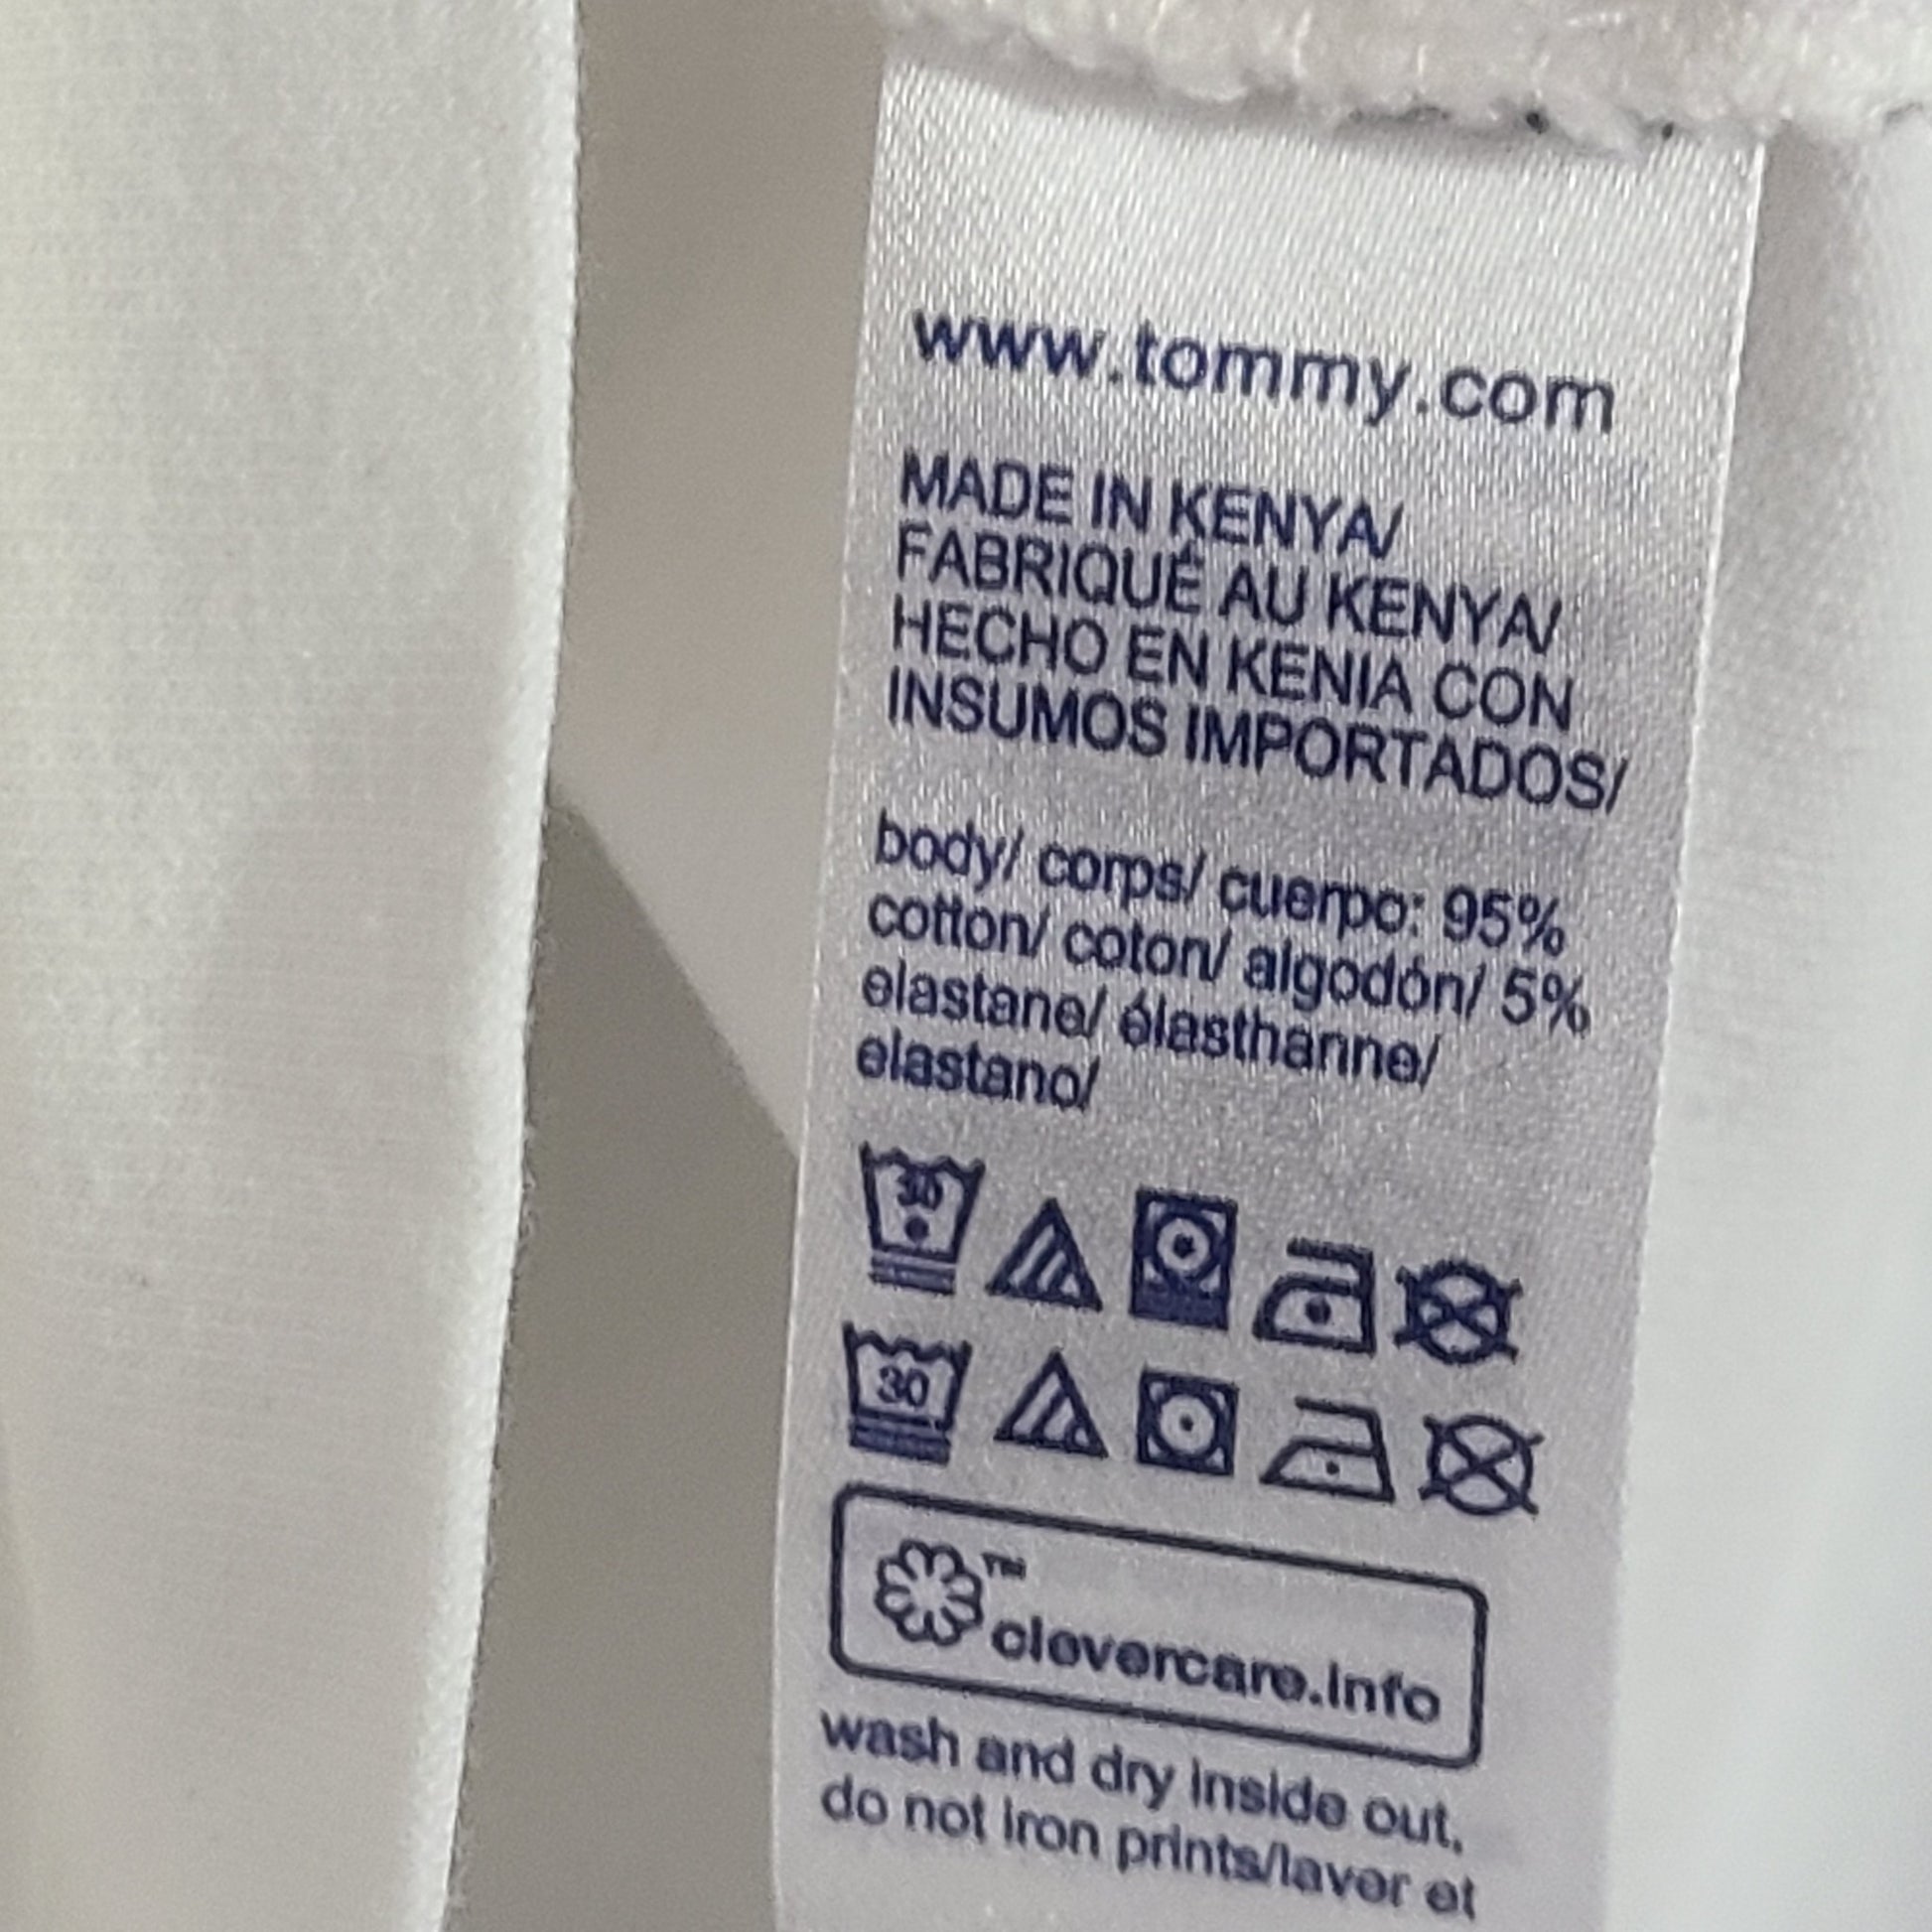 www.tommy.com
MADE IN KENYA/
FABRIQUÉ AU KENYA/
HECHO EN KENIA CON
INSUMOS IMPORTADOS/
body/ corps/ cuerpo: 95%
cotton/ coton/ algodón/ 5%
elastane/ élasthanne/
elastano/
30
30
™
clevercare.info
wash and dry inside out,
do not iron prints/laver et